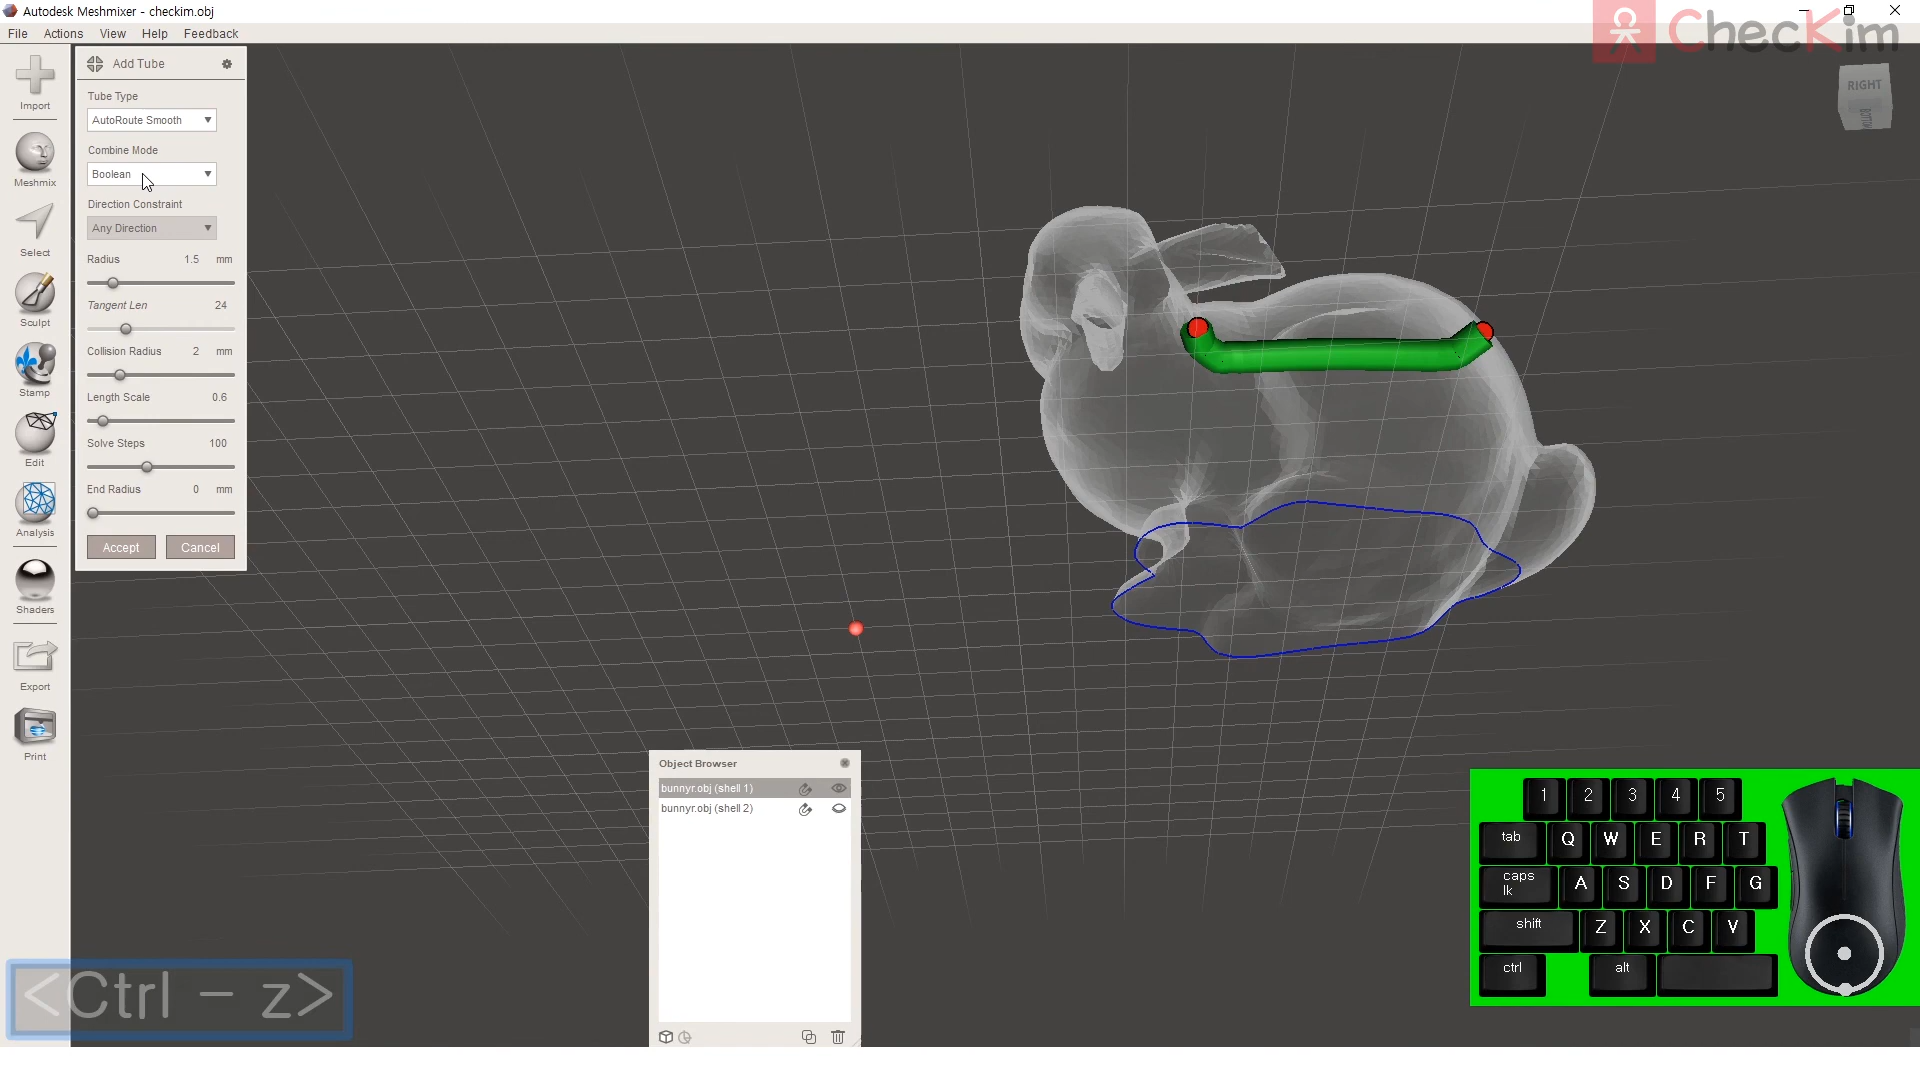 Autodesk Meshmixer - checkim.obj
File Actions View Help Feedback
ChecKim
Import
Meshmix
Select
Sculpt
Stamp
Edit
Analysis
Shaders
Export
Print
Add Tube
Tube Type
AutoRoute Smooth
Combine Mode
Boolean
Direction Constraint
Any Direction
Radius 1.5 mm
Tangent Len 24
Collision Radius 2 mm
Length Scale 0.6
Solve Steps 100
End Radius 0 mm
Accept Cancel
RIGHT
BOTTOM
Object Browser
bunnyr.obj (shell 1)
bunnyr.obj (shell 2)
<Ctrl - z>
1 2 3 4 5
tab Q W E R T
caps
lk A S D F G
shift Z X C V
ctrl alt